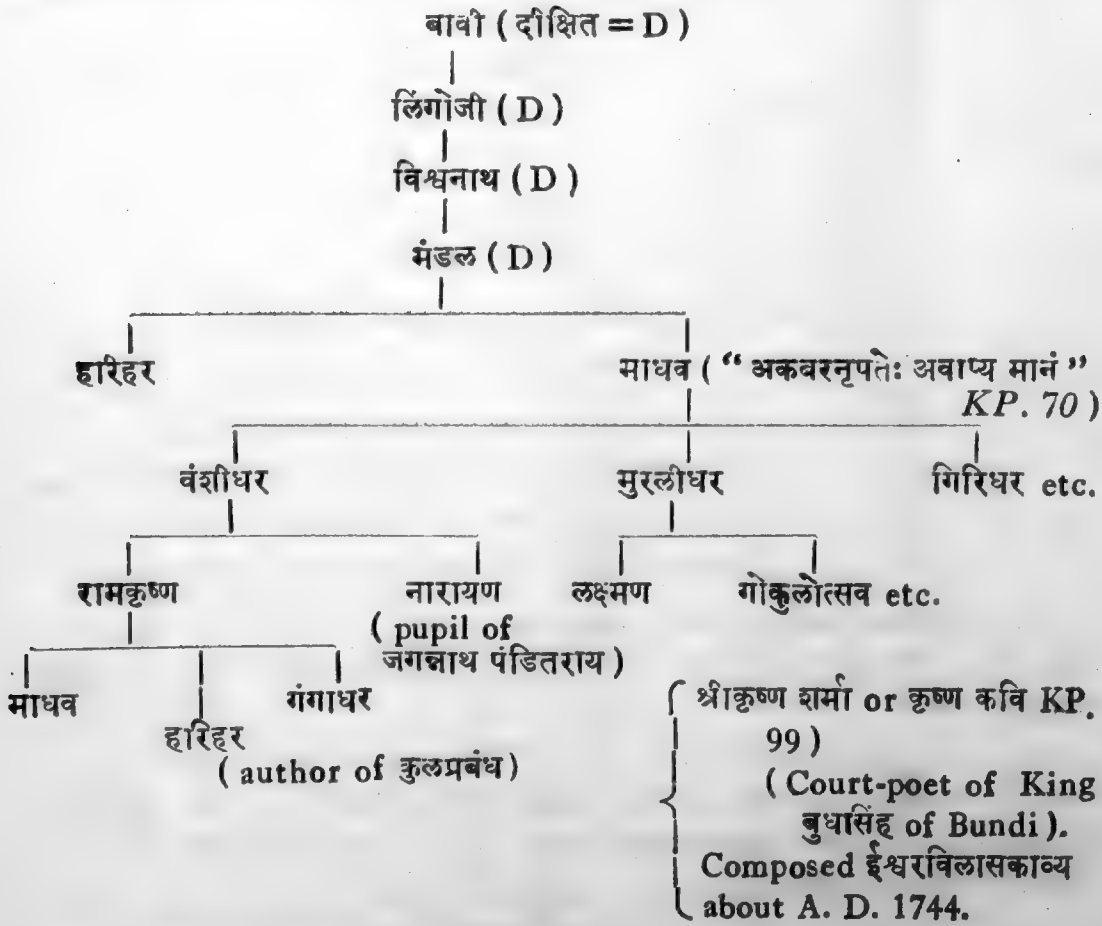 बावी ( दीक्षित = D )
लिंगोजी ( D )
विश्वनाथ ( D )
मंडल ( D )
हरिहर
माधव ( “ अकबरनृपतेः अवाप्य मानं ”
KP. 70 )
वंशीधर मुरलीधर गिरिधर etc.
रामकृष्ण नारायण लक्ष्मण गोकुलोत्सव etc.
( pupil of
जगन्नाथ पंडितराय )
माधव गंगाधर
हरिहर
( author of कुलप्रबंध )
श्रीकृष्ण शर्मा or कृष्ण कवि KP.
99 )
( Court-poet of King
बुधासिंह of Bundi ).
Composed ईश्वरविलासकाव्य
about A. D. 1744.